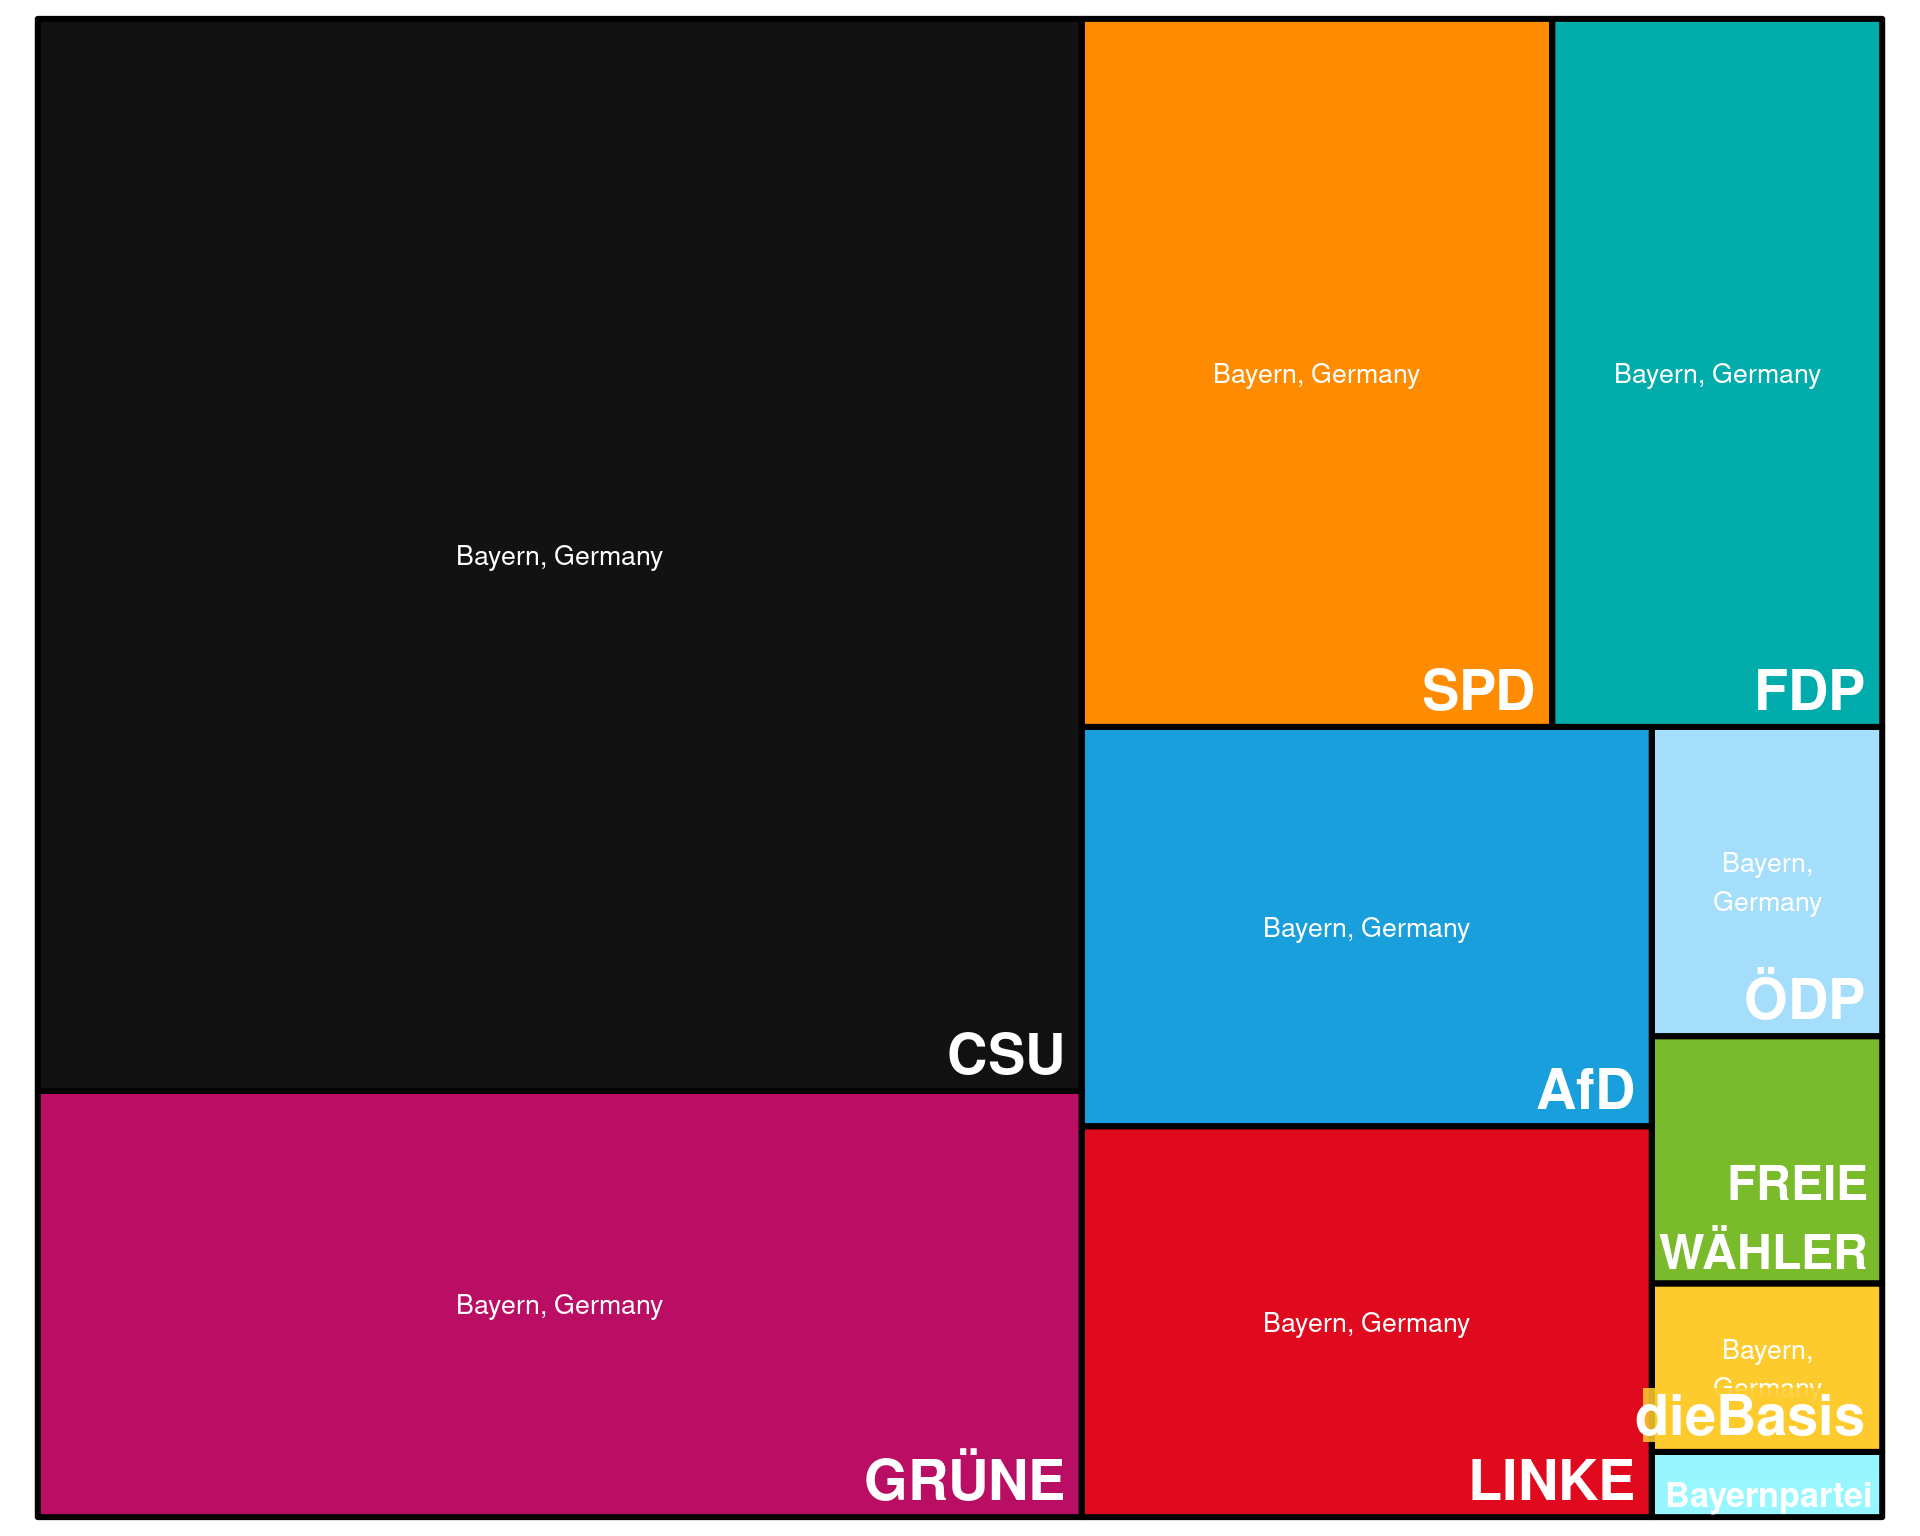 Bayern, Germany
CSU
Bayern, Germany
GRÜNE
Bayern, Germany
SPD
Bayern, Germany
FDP
Bayern, Germany
AfD
Bayern, Germany
LINKE
Bayern,
Germany
ÖDP
FREIE
WÄHLER
Bayern,
Germany
dieBasis
Bayernpartei